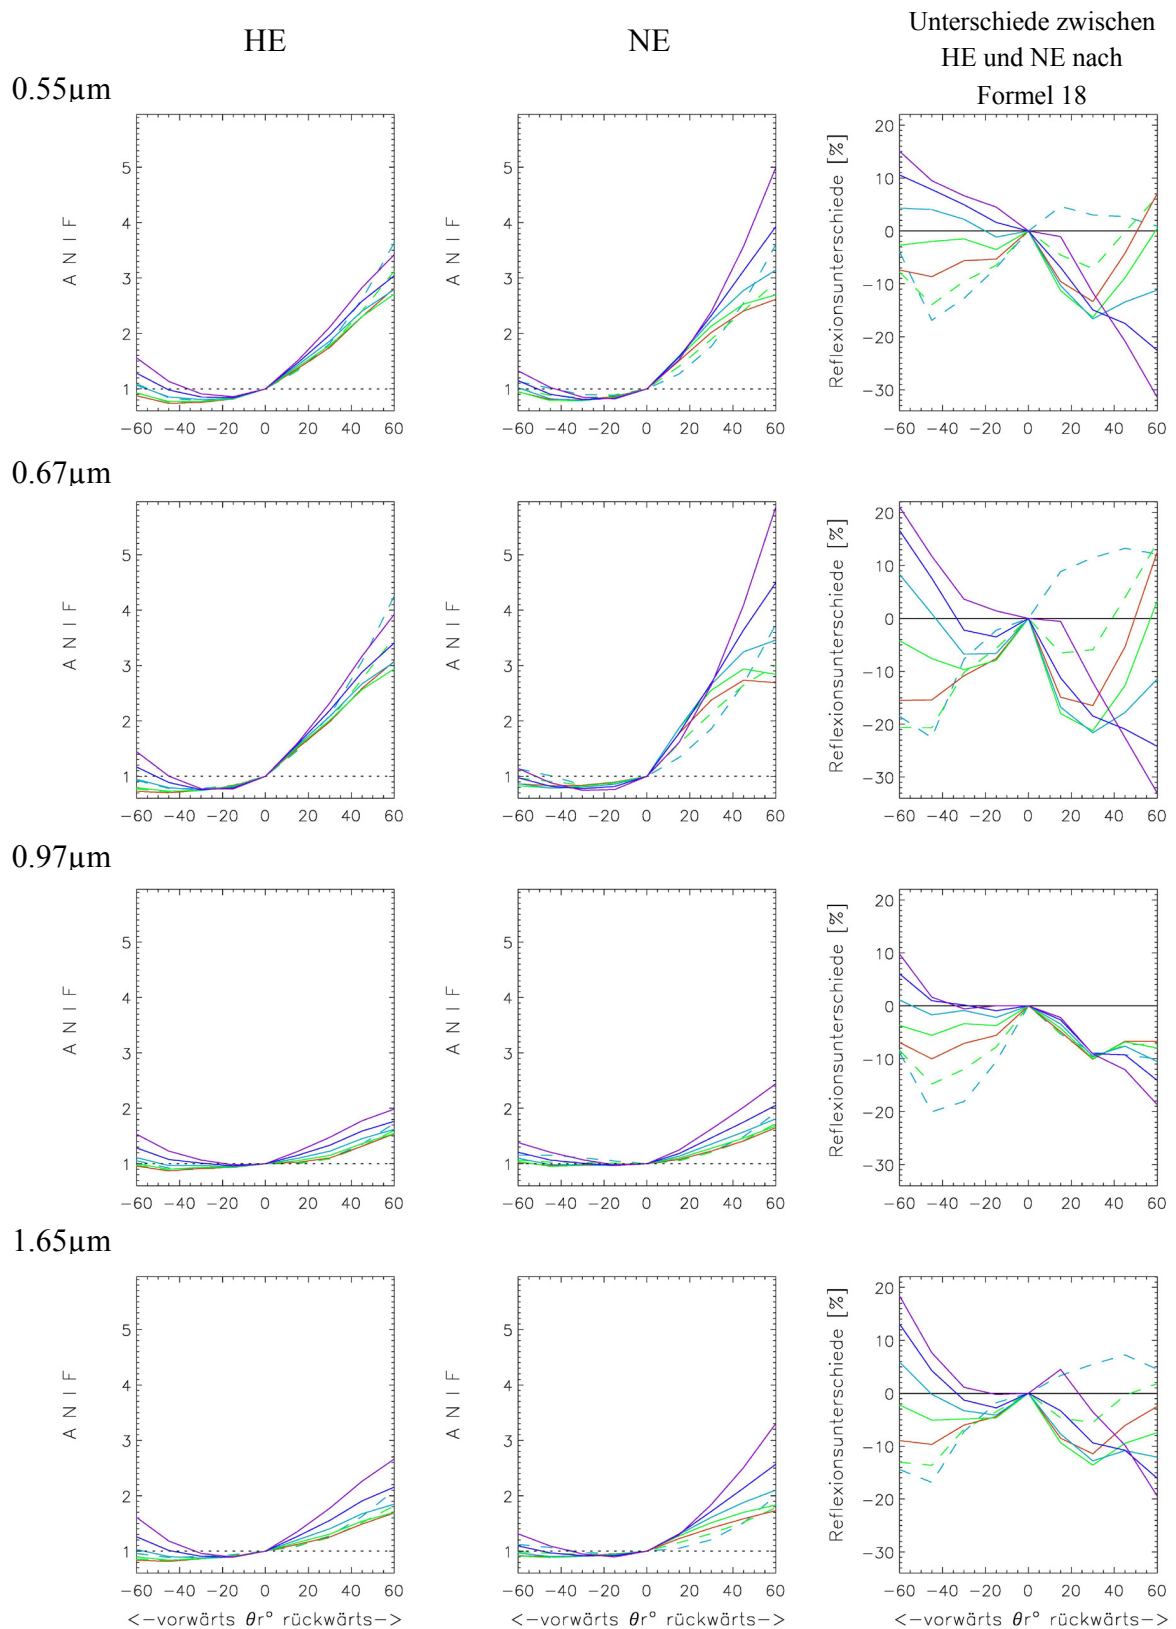 HE
NE
Unterschiede zwischen
HE und NE nach
Formel 18
0.55µm
ANIF
5
4
3
2
1
-60 -40 -20 0 20 40 60
ANIF
5
4
3
2
1
-60 -40 -20 0 20 40 60
Reflexionsunterschiede [%]
20
10
0
-10
-20
-30
-60 -40 -20 0 20 40 60
0.67µm
ANIF
5
4
3
2
1
-60 -40 -20 0 20 40 60
ANIF
5
4
3
2
1
-60 -40 -20 0 20 40 60
Reflexionsunterschiede [%]
20
10
0
-10
-20
-30
-60 -40 -20 0 20 40 60
0.97µm
ANIF
5
4
3
2
1
-60 -40 -20 0 20 40 60
ANIF
5
4
3
2
1
-60 -40 -20 0 20 40 60
Reflexionsunterschiede [%]
20
10
0
-10
-20
-30
-60 -40 -20 0 20 40 60
1.65µm
ANIF
5
4
3
2
1
-60 -40 -20 0 20 40 60
<-vorwärts θr° rückwärts->
ANIF
5
4
3
2
1
-60 -40 -20 0 20 40 60
<-vorwärts θr° rückwärts->
Reflexionsunterschiede [%]
20
10
0
-10
-20
-30
-60 -40 -20 0 20 40 60
<-vorwärts θr° rückwärts->